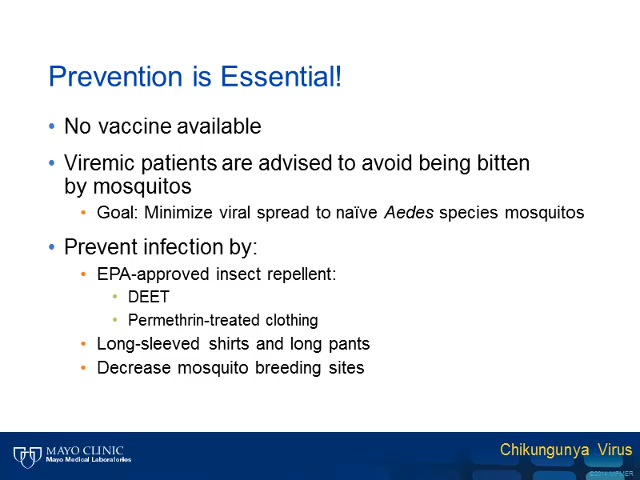 Prevention is Essential!
• No vaccine available
• Viremic patients are advised to avoid being bitten
by mosquitos
• Goal: Minimize viral spread to naïve Aedes species mosquitos
• Prevent infection by:
• EPA-approved insect repellent:
• DEET
• Permethrin-treated clothing
• Long-sleeved shirts and long pants
• Decrease mosquito breeding sites
MAYO CLINIC
Mayo Medical Laboratories
Chikungunya Virus
MFMER